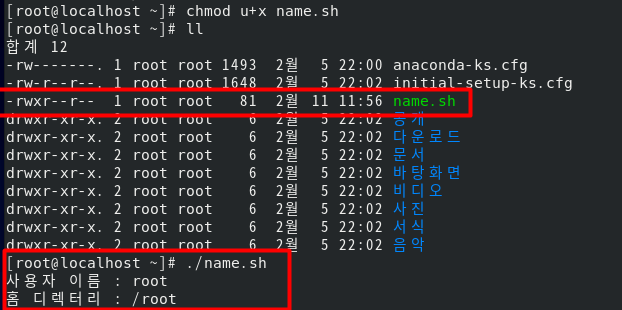 [root@localhost ~]# chmod u+x name.sh
[root@localhost ~]# ll
합계 12
-rw-------. 1 root root 1493 2월 5 22:00 anaconda-ks.cfg
-rw-r--r--. 1 root root 1648 2월 5 22:02 initial-setup-ks.cfg
-rwxr--r-- 1 root root 81 2월 11 11:56 name.sh
drwxr-xr-x. 2 root root 6 2월 5 22:02 공개
drwxr-xr-x. 2 root root 6 2월 5 22:02 다운로드
drwxr-xr-x. 2 root root 6 2월 5 22:02 문서
drwxr-xr-x. 2 root root 6 2월 5 22:02 바탕화면
drwxr-xr-x. 2 root root 6 2월 5 22:02 비디오
drwxr-xr-x. 2 root root 6 2월 5 22:02 사진
drwxr-xr-x. 2 root root 6 2월 5 22:02 서식
drwxr-xr-x. 2 root root 6 2월 5 22:02 음악
[root@localhost ~]# ./name.sh
사용자 이름 : root
홈 디렉터리 : /root